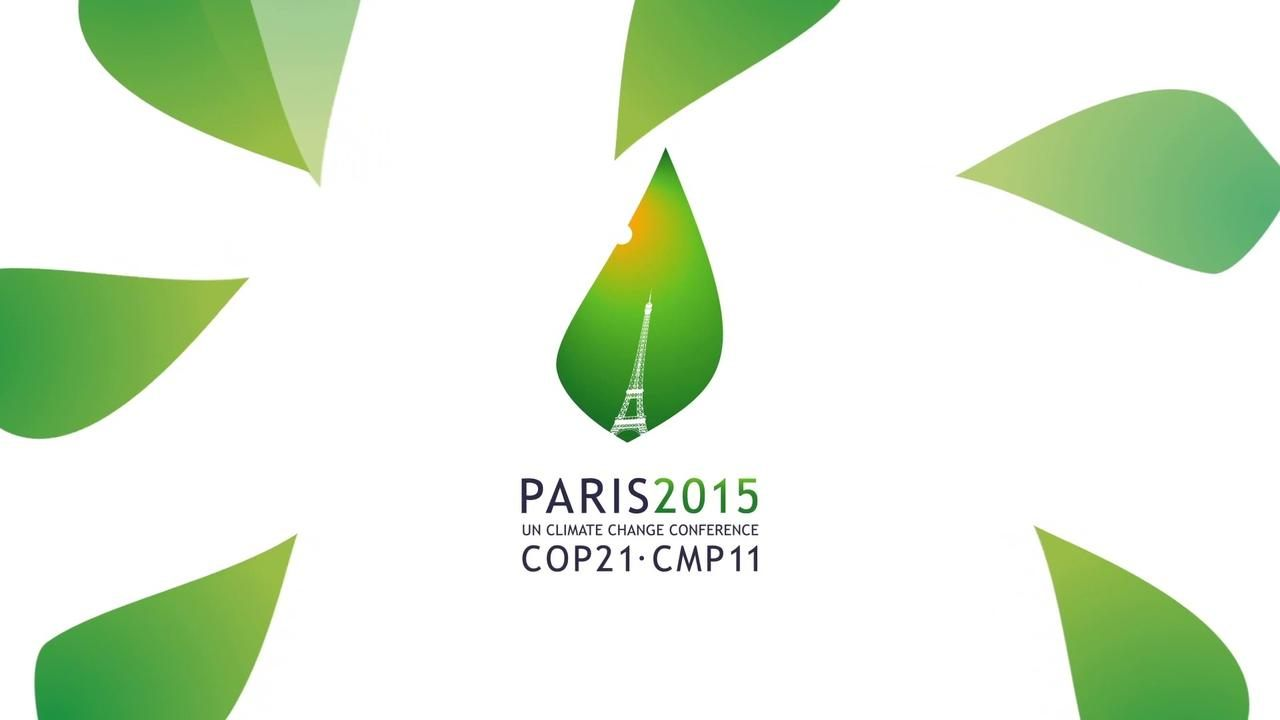 PARIS2015
UN CLIMATE CHANGE CONFERENCE
COP21·CMP11